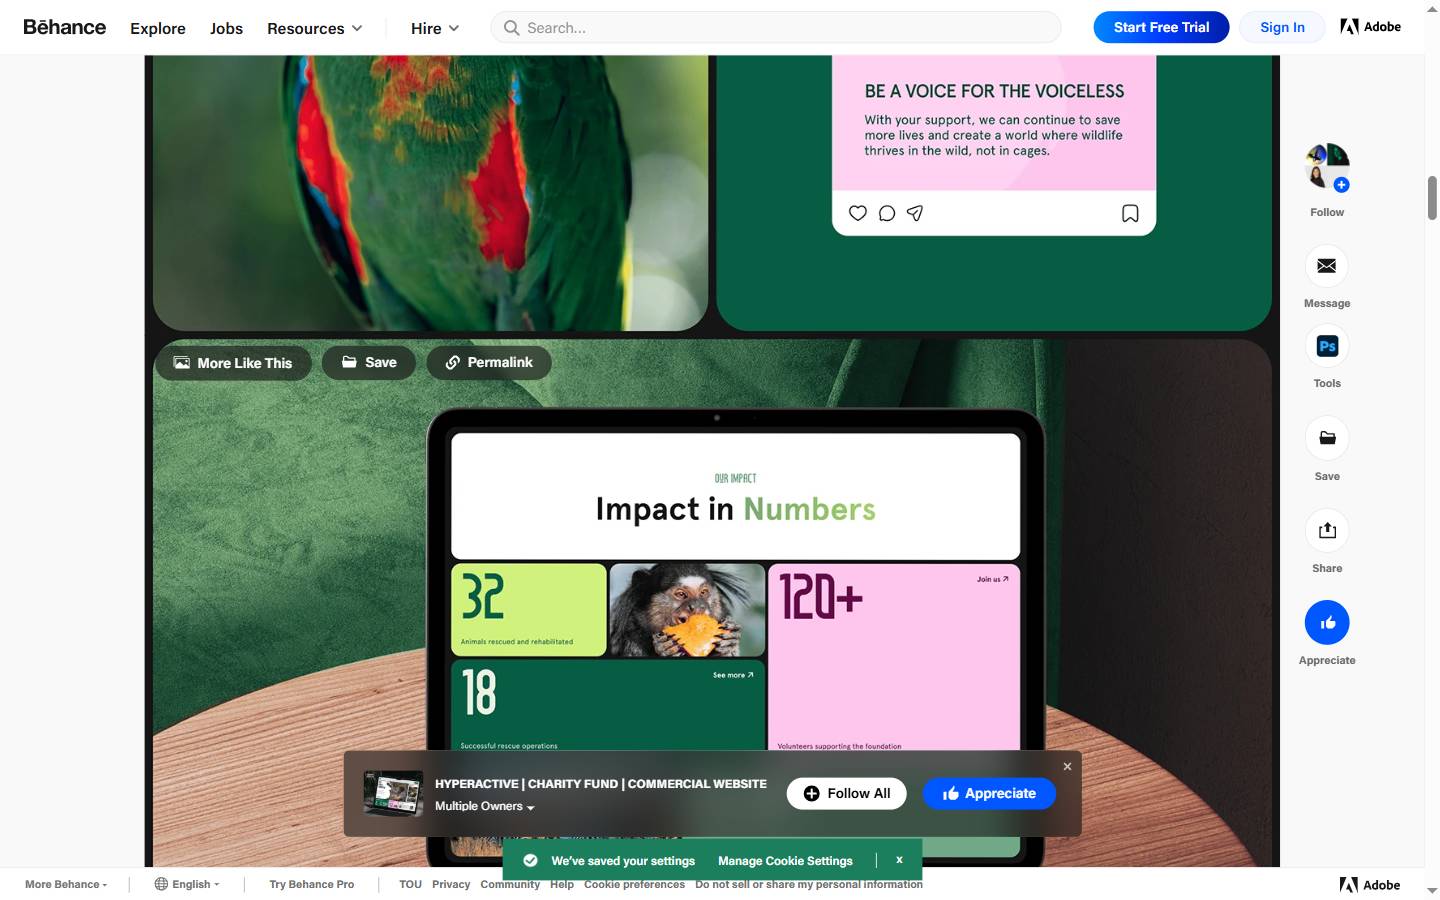 Bēhance
Explore
Jobs
Resources
Hire
Search...
Start Free Trial
Sign In
Adobe
BE A VOICE FOR THE VOICELESS
With your support, we can continue to save
more lives and create a world where wildlife
thrives in the wild, not in cages.
Follow
Message
Ps
Tools
Save
Share
Appreciate
More Like This
Save
Permalink
OUR IMPACT
Impact in Numbers
32
Animals rescued and rehabilitated
120+
Join us
Volunteers supporting the foundation
18
See more
Successful rescue operations
HYPERACTIVE | CHARITY FUND | COMMERCIAL WEBSITE
Multiple Owners
Follow All
Appreciate
We've saved your settings
Manage Cookie Settings
x
More Behance
English
Try Behance Pro
TOU
Privacy
Community
Help
Cookie preferences
Do not sell or share my personal information
Adobe